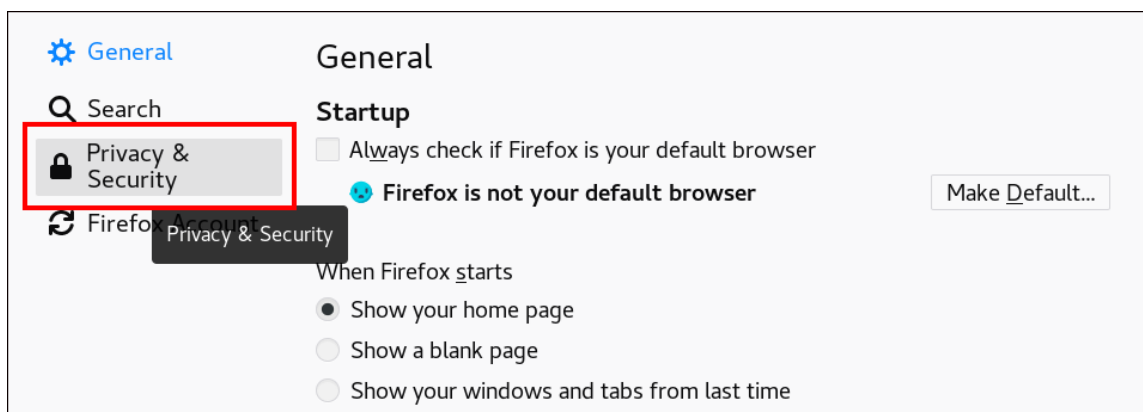 General
Search
Privacy &
Security
Firefox Account
Privacy & Security
General
Startup
Always check if Firefox is your default browser
Firefox is not your default browser
Make Default...
When Firefox starts
Show your home page
Show a blank page
Show your windows and tabs from last time